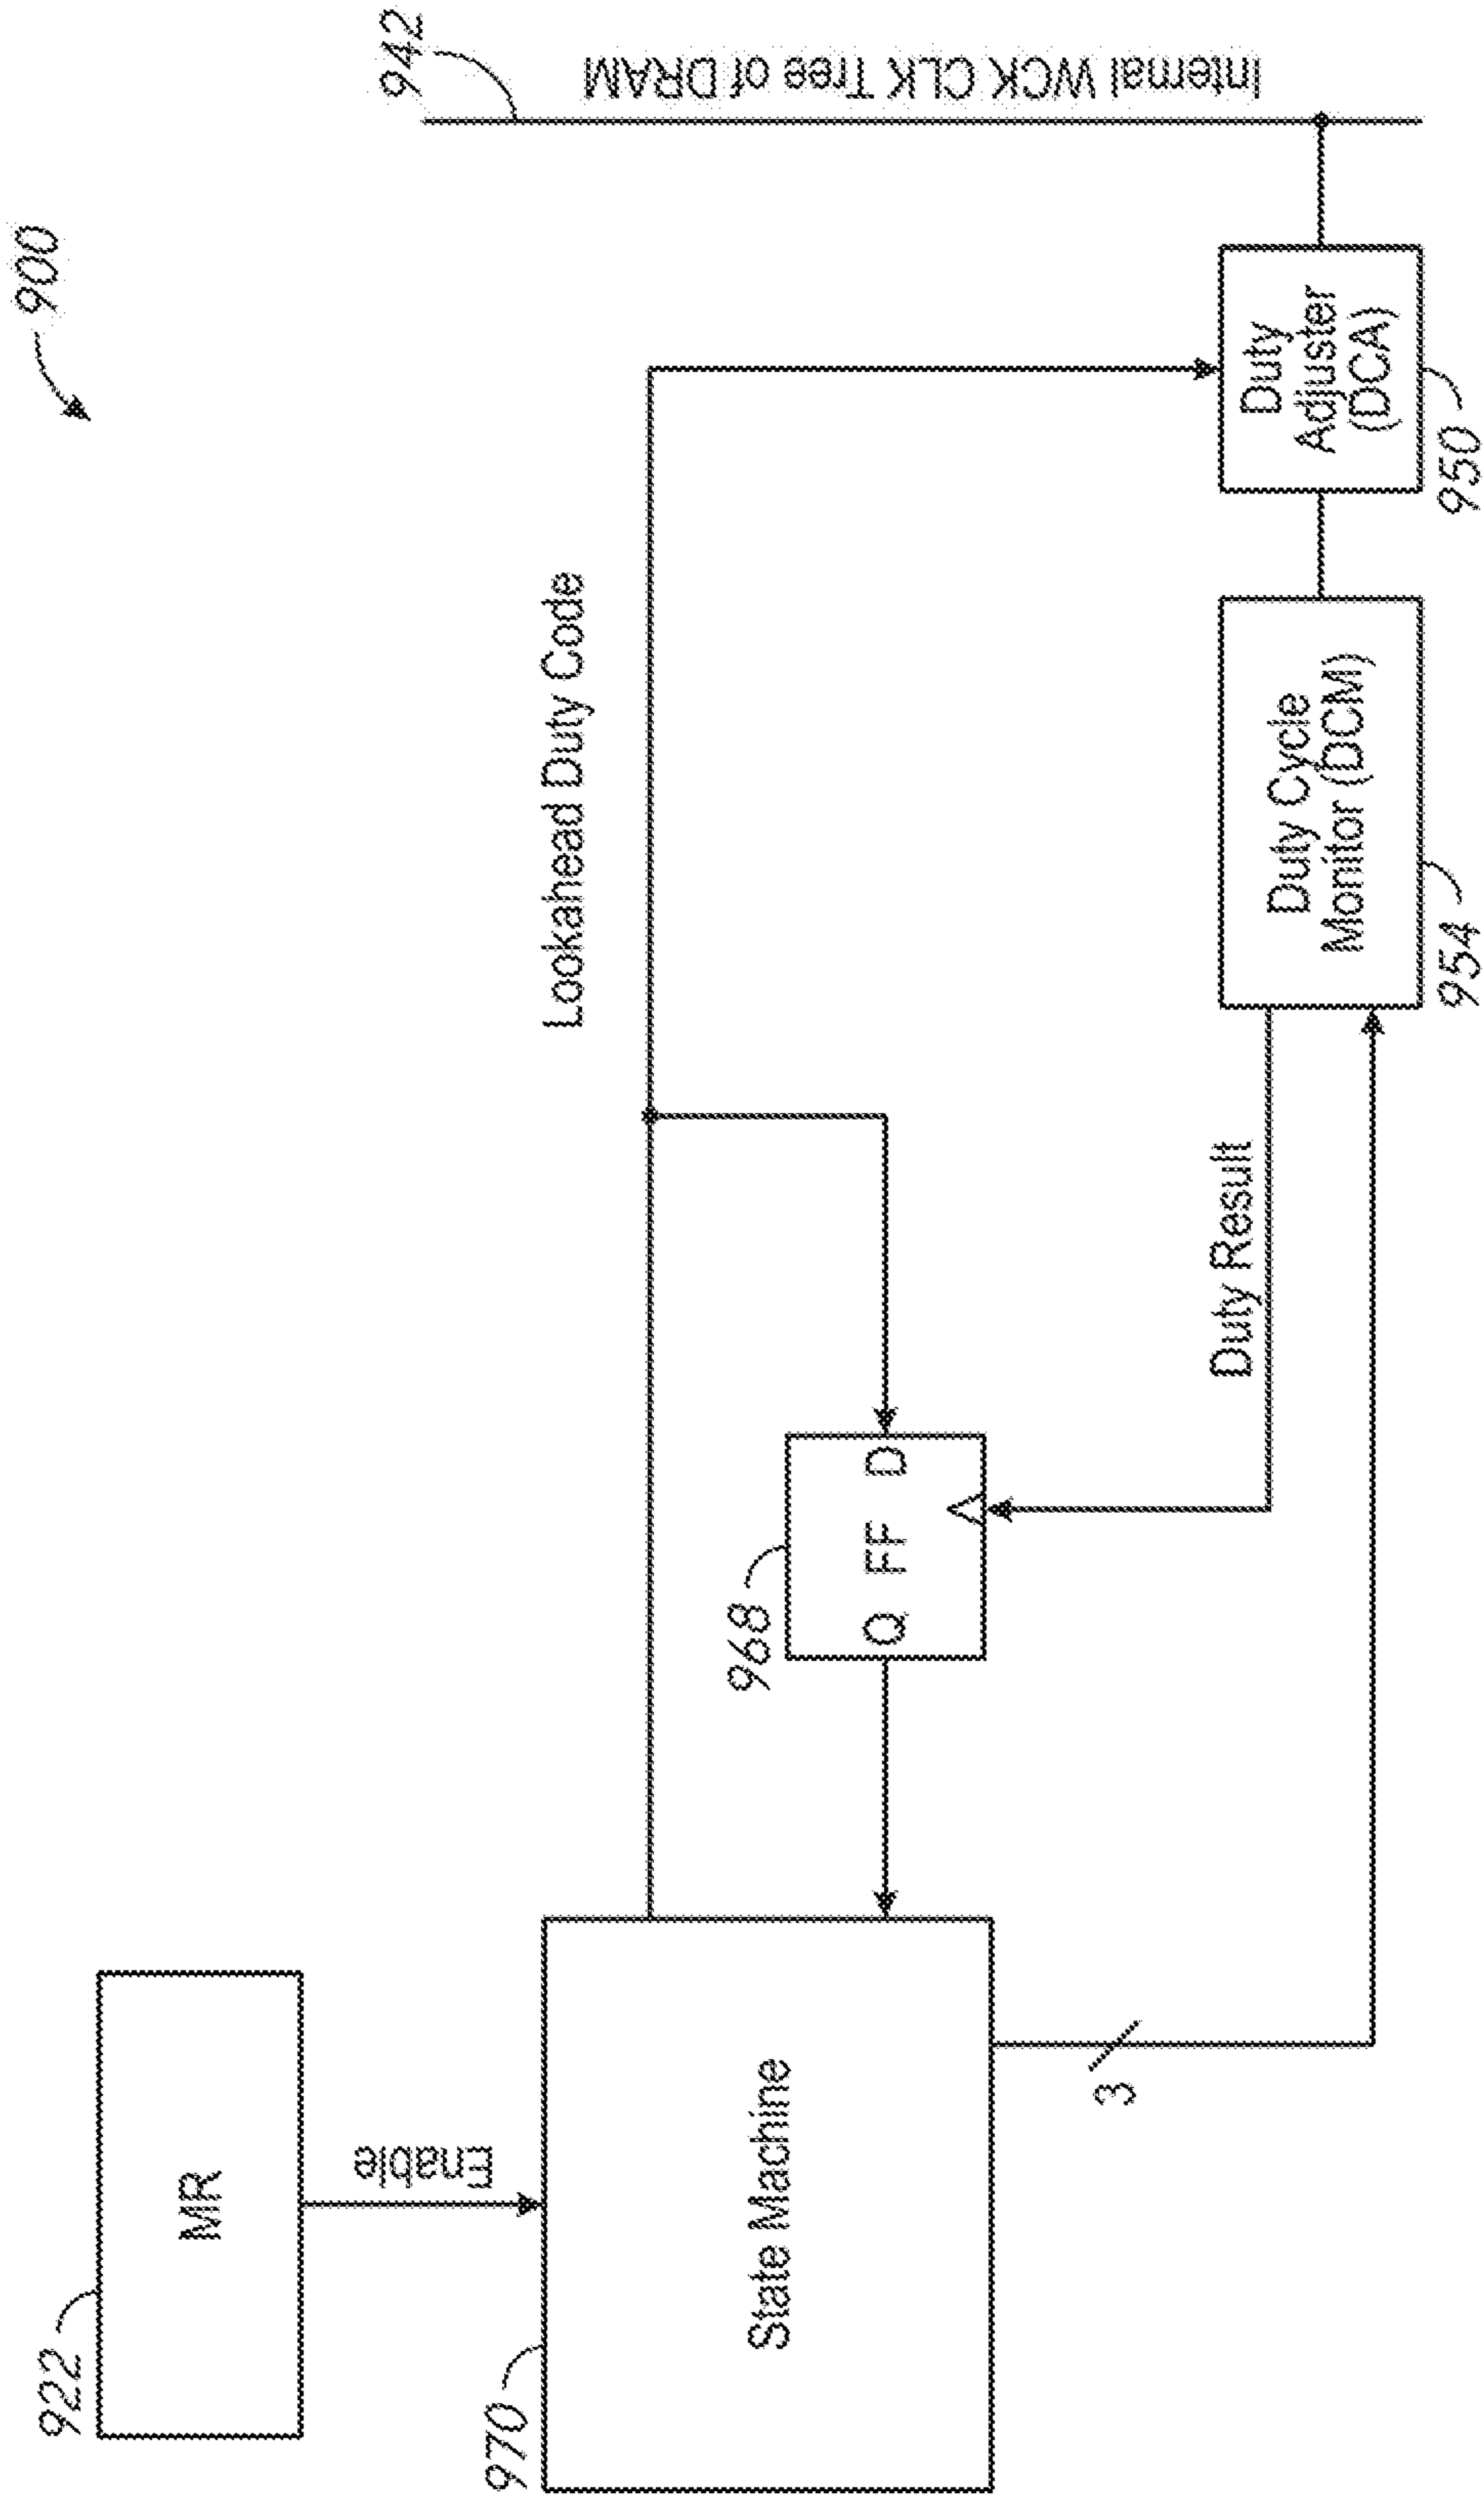 900
922
MR
Enable
970
State Machine
3
Lookahead Duty Code
968
Q FF D
Duty Result
Duty Cycle
Monitor (DCM)
954
Duty
Adjuster
(DCA)
950
942
Internal WCK CLK Tree of DRAM